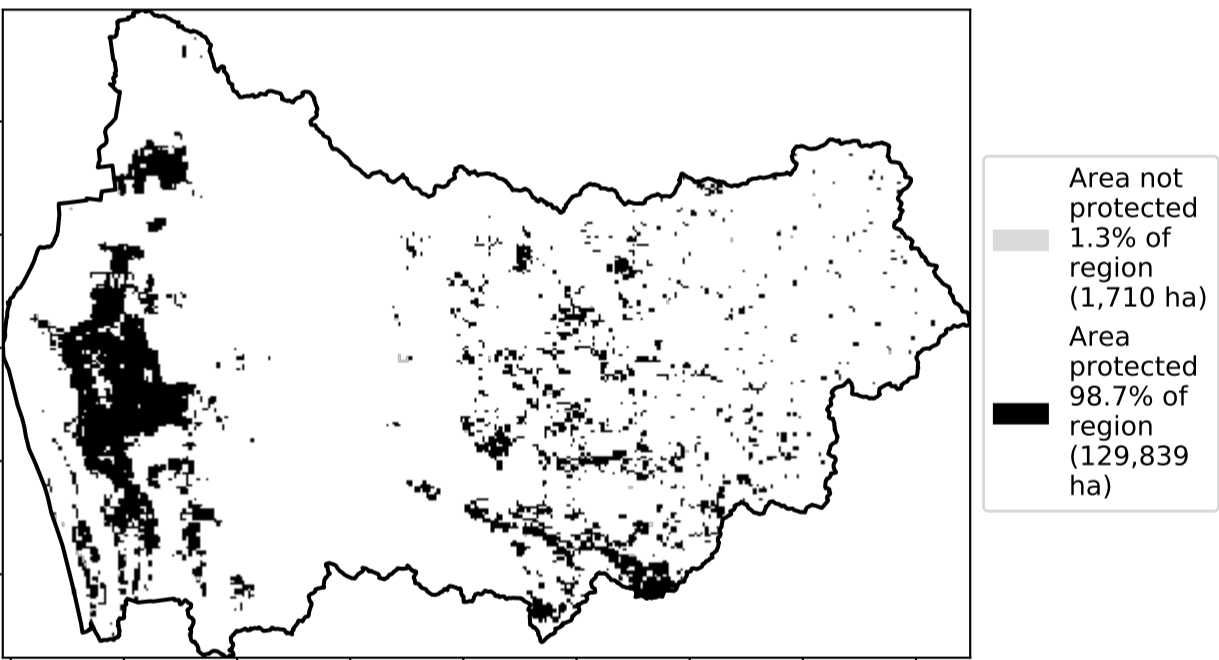 Area not
protected
1.3% of
region
(1,710 ha)
Area
protected
98.7% of
region
(129,839
ha)